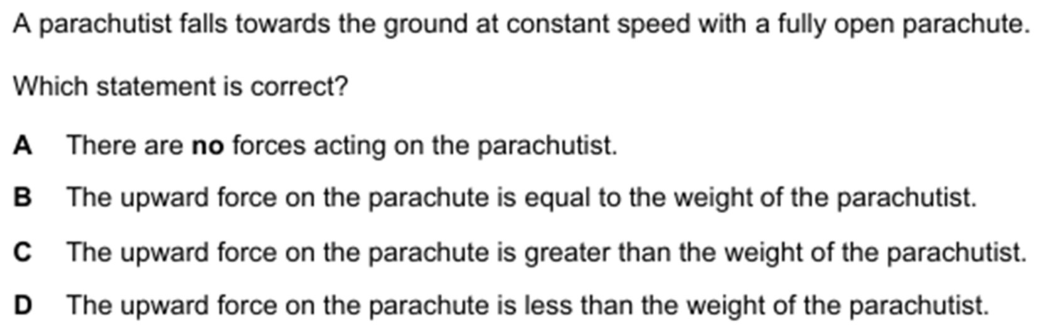 A parachutist falls towards the ground at constant speed with a fully open parachute.
Which statement is correct?
A There are no forces acting on the parachutist.
B The upward force on the parachute is equal to the weight of the parachutist.
C The upward force on the parachute is greater than the weight of the parachutist.
D The upward force on the parachute is less than the weight of the parachutist.